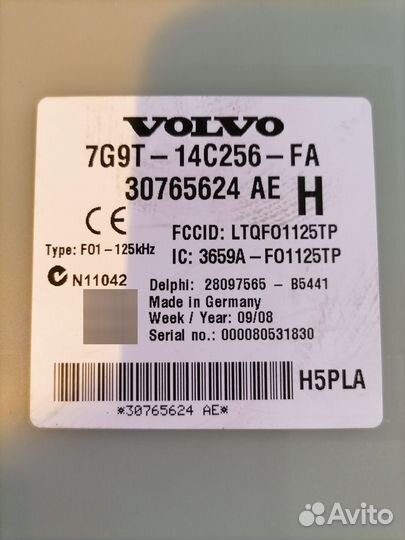 VOLVO
7G9T-14C256-FA
30765624 AE H
CE
FCCID: LTQFO1125TP
Type: F01-125kHz
IC: 3659A-FO1125TP
C N11042
Delphi: 28097565 - B5441
Made in Germany
Week / Year: 09/08
Serial no.: 000080531830
H5PLA
*30765624 AE*
Avito